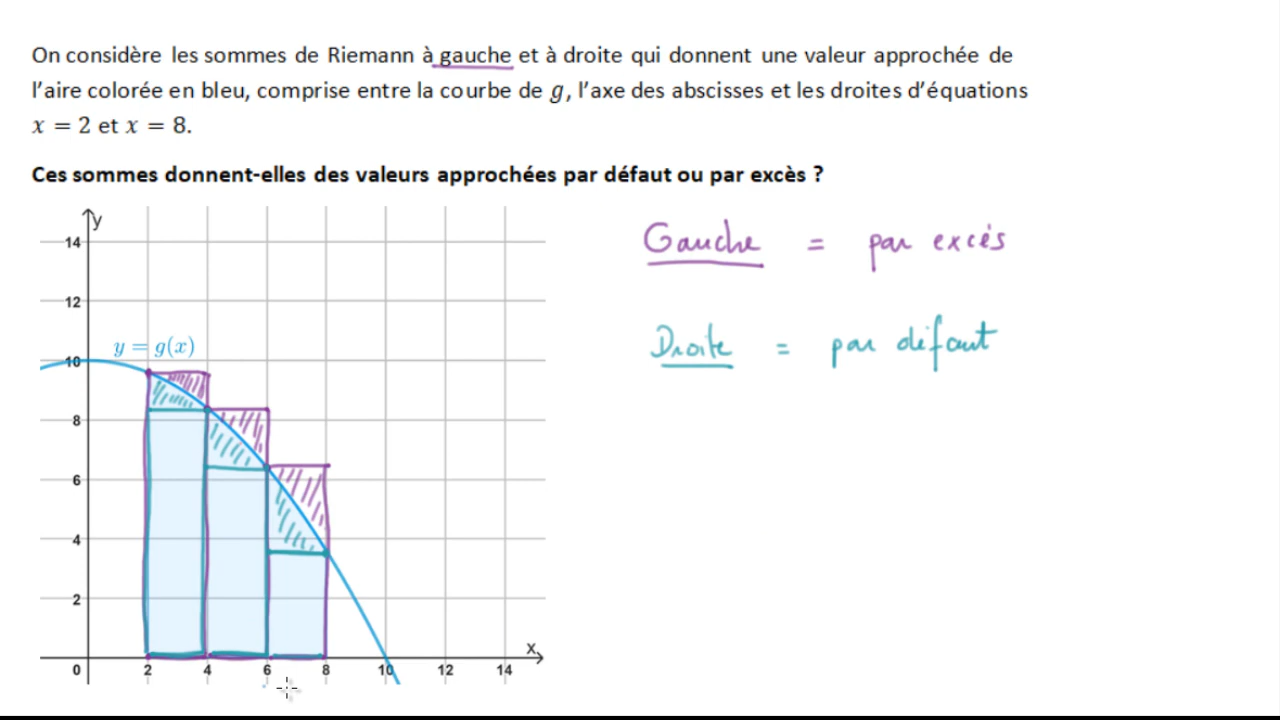 On considère les sommes de Riemann à gauche et à droite qui donnent une valeur approchée de
l’aire colorée en bleu, comprise entre la courbe de g, l’axe des abscisses et les droites d’équations
x = 2 et x = 8.
Ces sommes donnent-elles des valeurs approchées par défaut ou par excès ?
y
14
12
10
8
6
4
2
y = g(x)
x
0 2 4 6 8 10 12 14
Gauche = par excès
Droite = par défaut